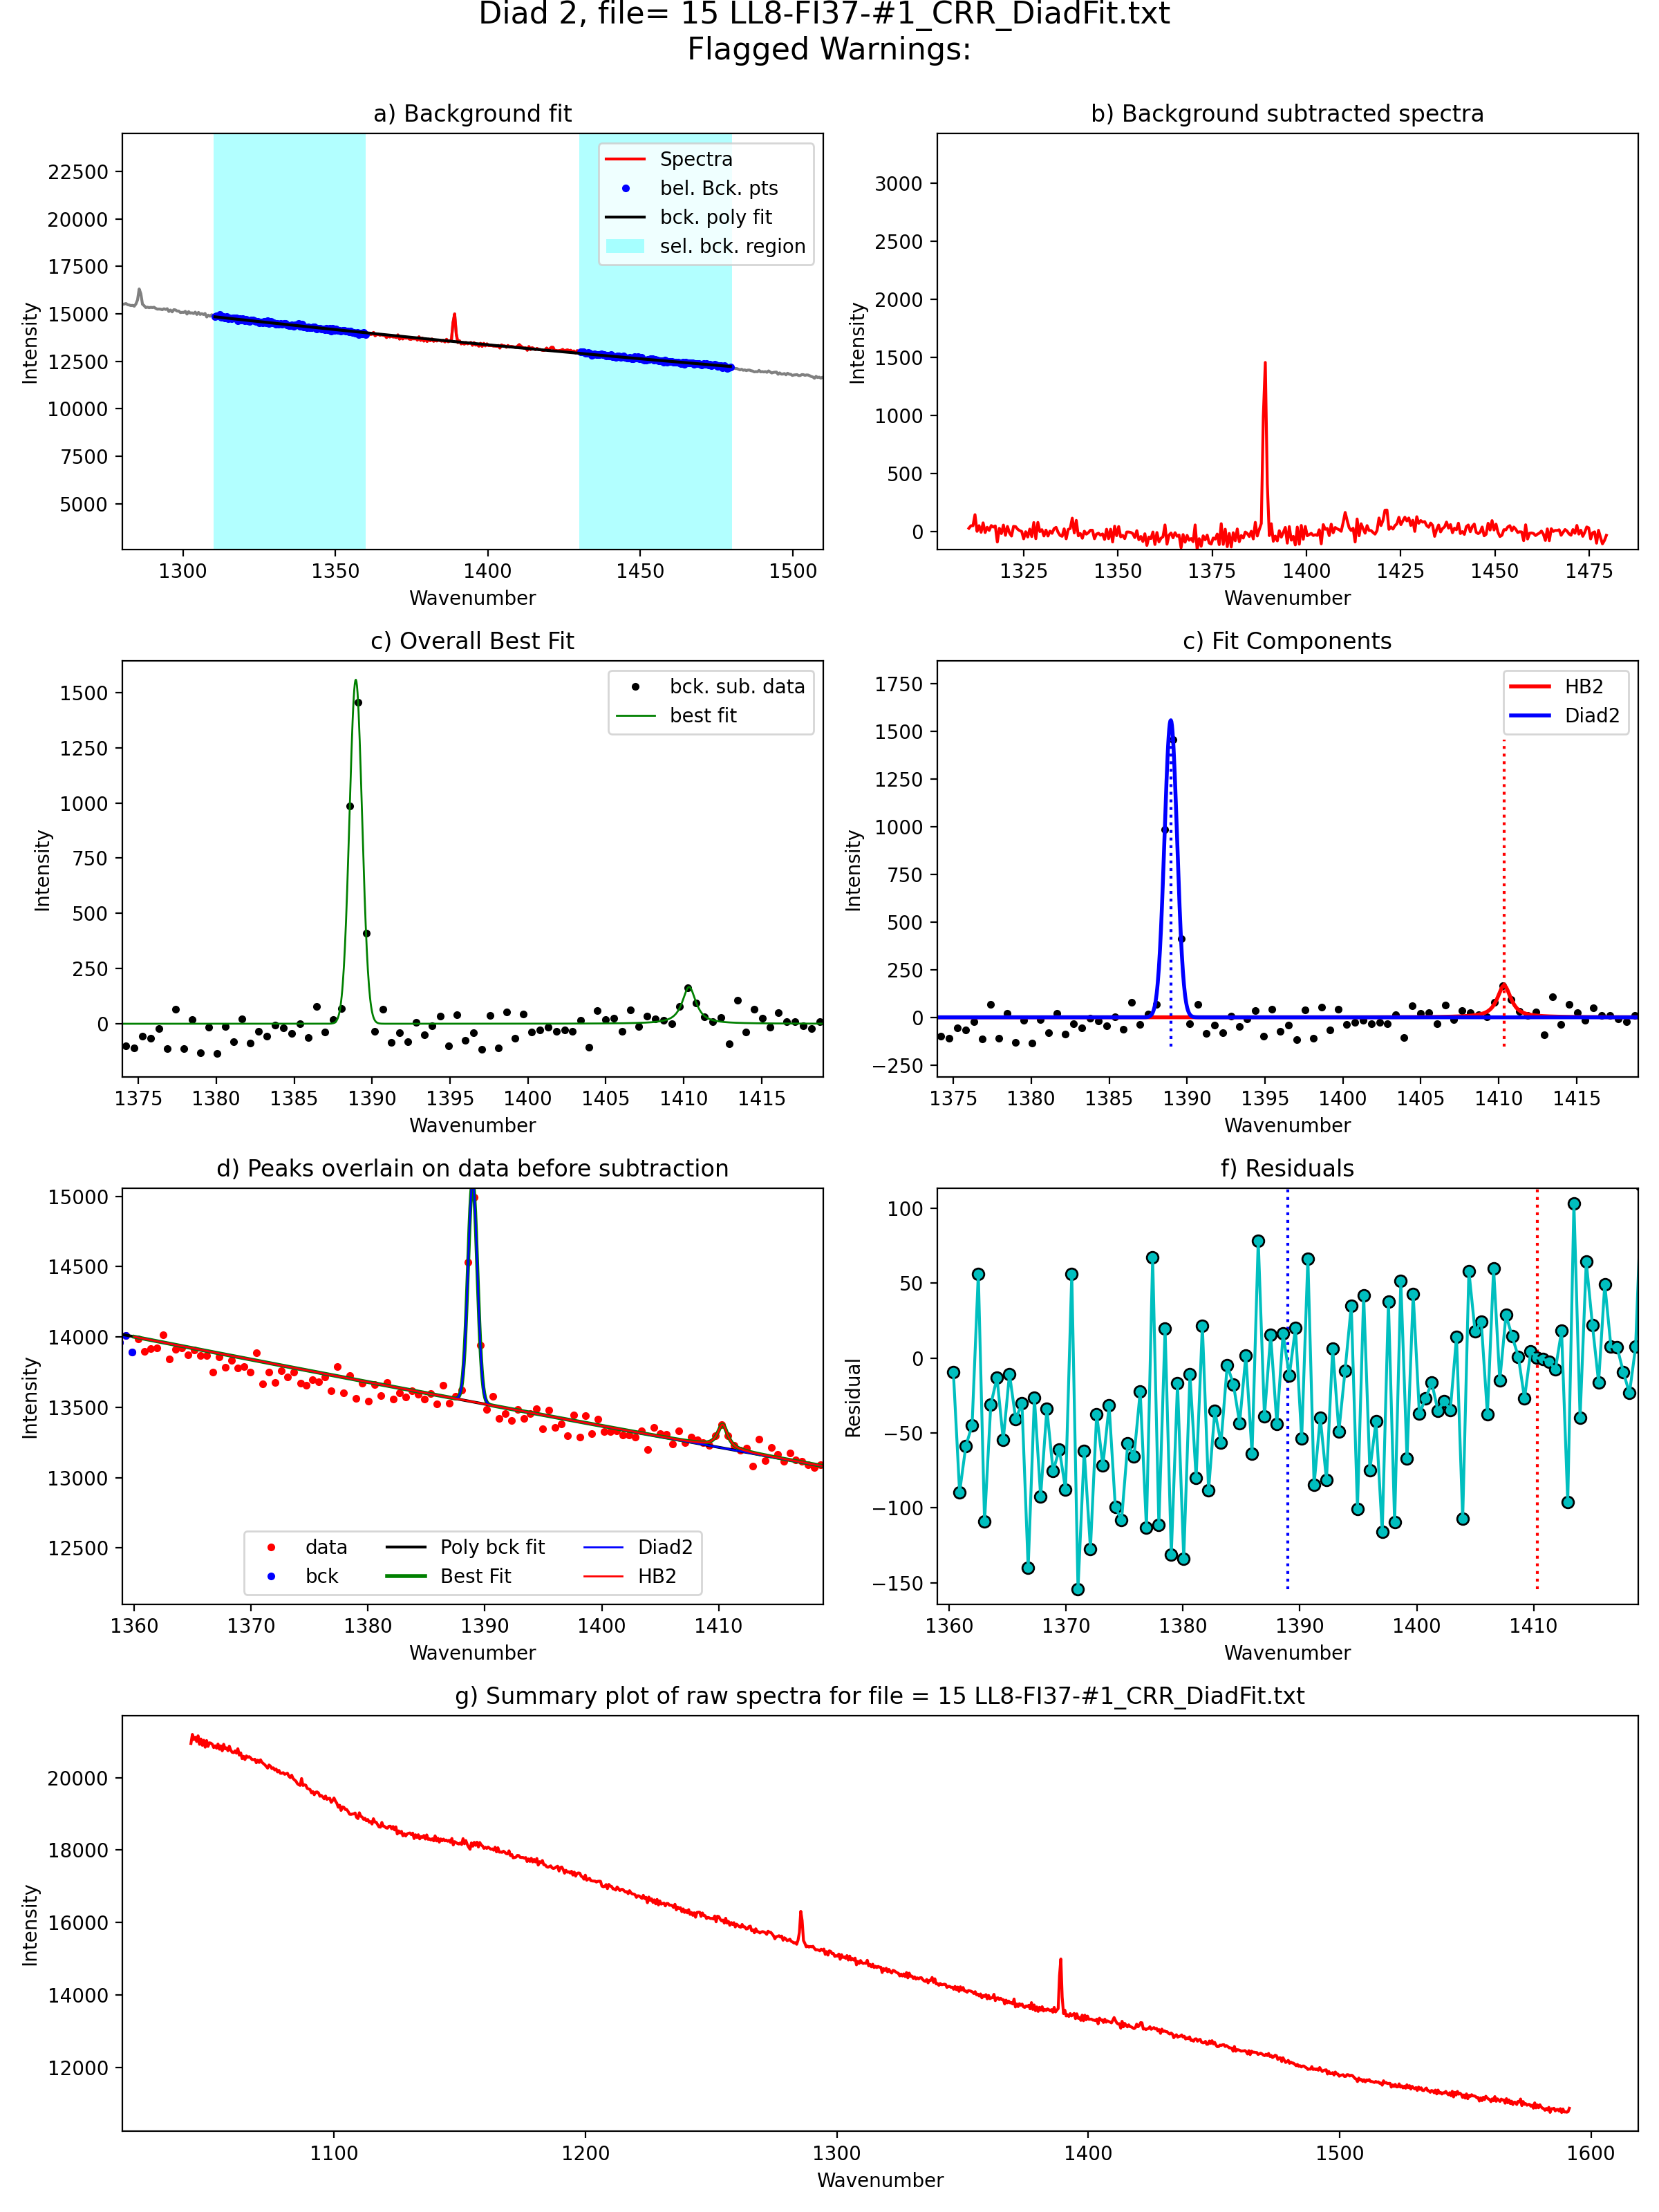 Diad 2, file= 15 LL8-FI37-#1_CRR_DiadFit.txt
Flagged Warnings:
a) Background fit
22500
20000
17500
15000
12500
10000
7500
5000
Intensity
1300 1350 1400 1450 1500
Wavenumber
Spectra
bel. Bck. pts
bck. poly fit
sel. bck. region
b) Background subtracted spectra
3000
2500
2000
1500
1000
500
0
Intensity
1325 1350 1375 1400 1425 1450 1475
Wavenumber
c) Overall Best Fit
1500
1250
1000
750
500
250
0
Intensity
1375 1380 1385 1390 1395 1400 1405 1410 1415
Wavenumber
bck. sub. data
best fit
c) Fit Components
1750
1500
1250
1000
750
500
250
0
−250
Intensity
1375 1380 1385 1390 1395 1400 1405 1410 1415
Wavenumber
HB2
Diad2
d) Peaks overlain on data before subtraction
15000
14500
14000
13500
13000
12500
Intensity
1360 1370 1380 1390 1400 1410
Wavenumber
data
bck
Poly bck fit
Best Fit
Diad2
HB2
f) Residuals
100
50
0
−50
−100
−150
Residual
1360 1370 1380 1390 1400 1410
Wavenumber
g) Summary plot of raw spectra for file = 15 LL8-FI37-#1_CRR_DiadFit.txt
20000
18000
16000
14000
12000
Intensity
1100 1200 1300 1400 1500 1600
Wavenumber